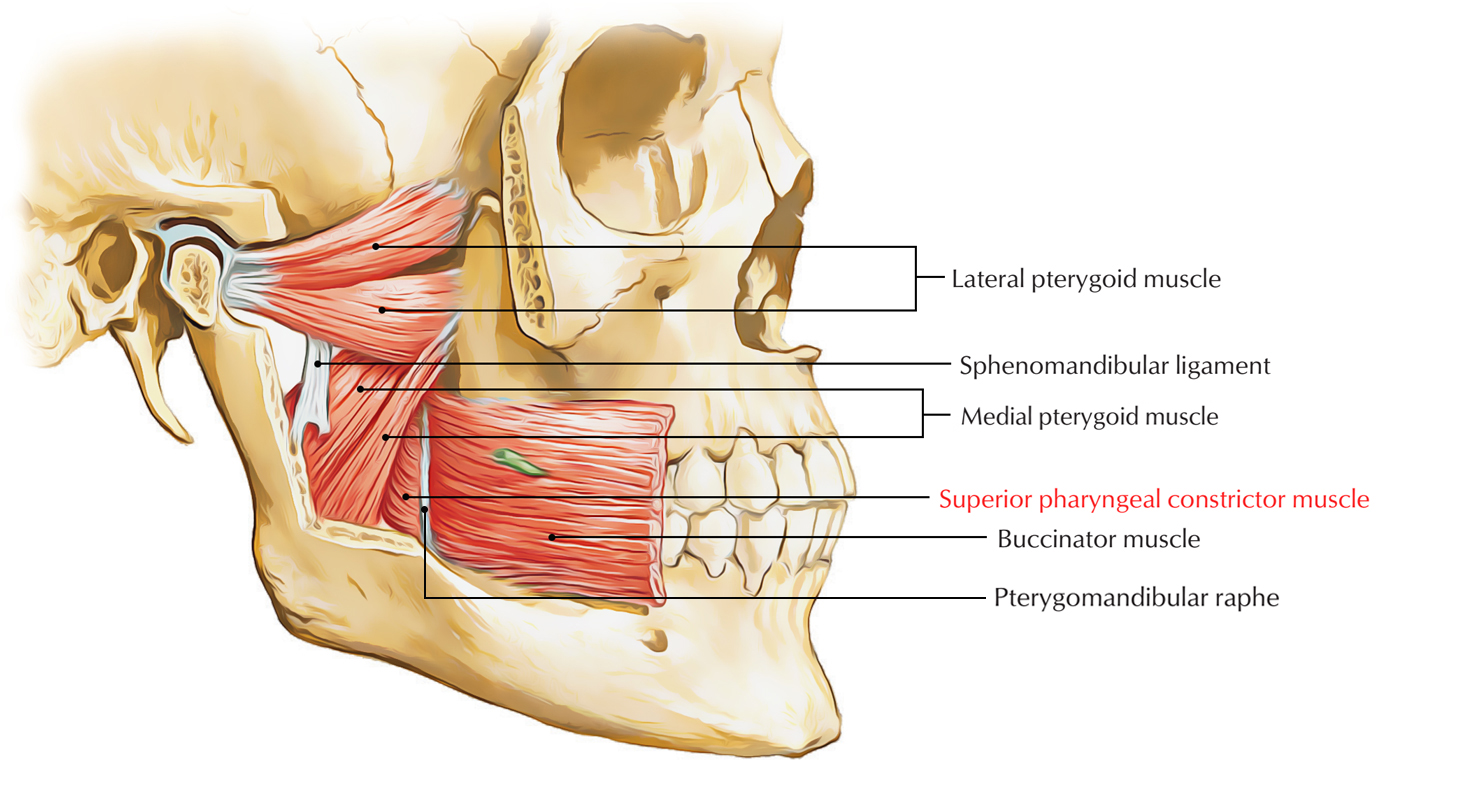 Lateral pterygoid muscle
Sphenomandibular ligament
Medial pterygoid muscle
Superior pharyngeal constrictor muscle
Buccinator muscle
Pterygomandibular raphe